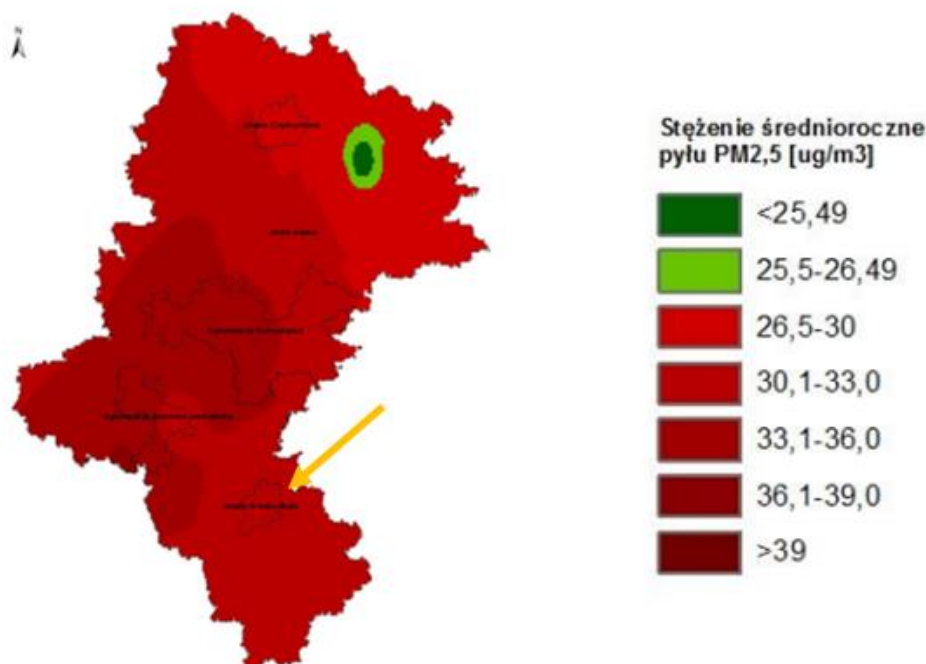 N
Stężenie średnioroczne
pyłu PM2,5 [ug/m3]
<25,49
25,5-26,49
26,5-30
30,1-33,0
33,1-36,0
36,1-39,0
>39